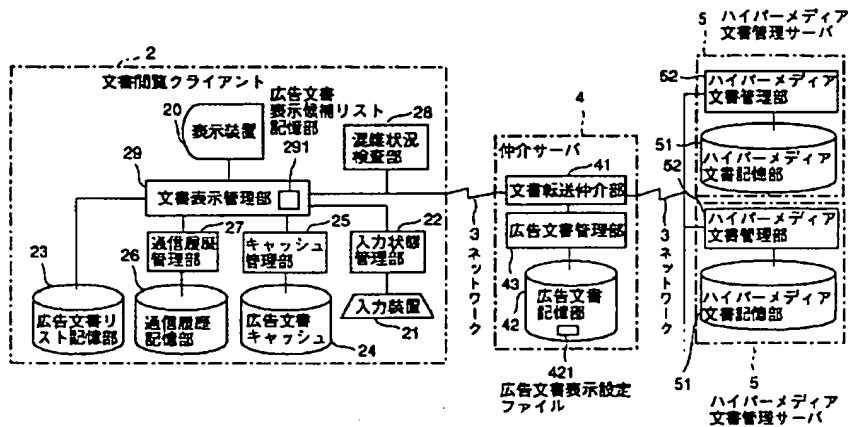 2
文書閲覧クライアント
20
表示装置
広告文書
表示候補リスト
記憶部
28
混雑状況
検査部
29
文書表示管理部
291
27
通信履歴
管理部
25
キャッシュ
管理部
22
入力状態
管理部
23
広告文書リ
スト記憶部
26
通信履歴
記憶部
広告文書
キャッシュ
24
入力装置
21
3
ネットワーク
4
仲介サーバ
41
文書転送仲介部
広告文書管理部
43
42
広告文書
記憶部
421
広告文書表示設定
ファイル
3
ネットワーク
5
ハイパーメディア
文書管理サーバ
52
ハイパーメディア
文書管理部
51
ハイパーメディア
文書記憶部
52
ハイパーメディア
文書管理部
ハイパーメディア
文書記憶部
51
5
ハイパーメディア
文書管理サーバ